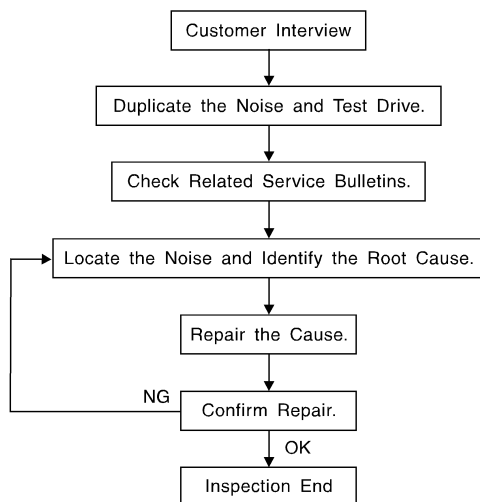 Customer Interview
Duplicate the Noise and Test Drive.
Check Related Service Bulletins.
Locate the Noise and Identify the Root Cause.
Repair the Cause.
NG
Confirm Repair.
OK
Inspection End